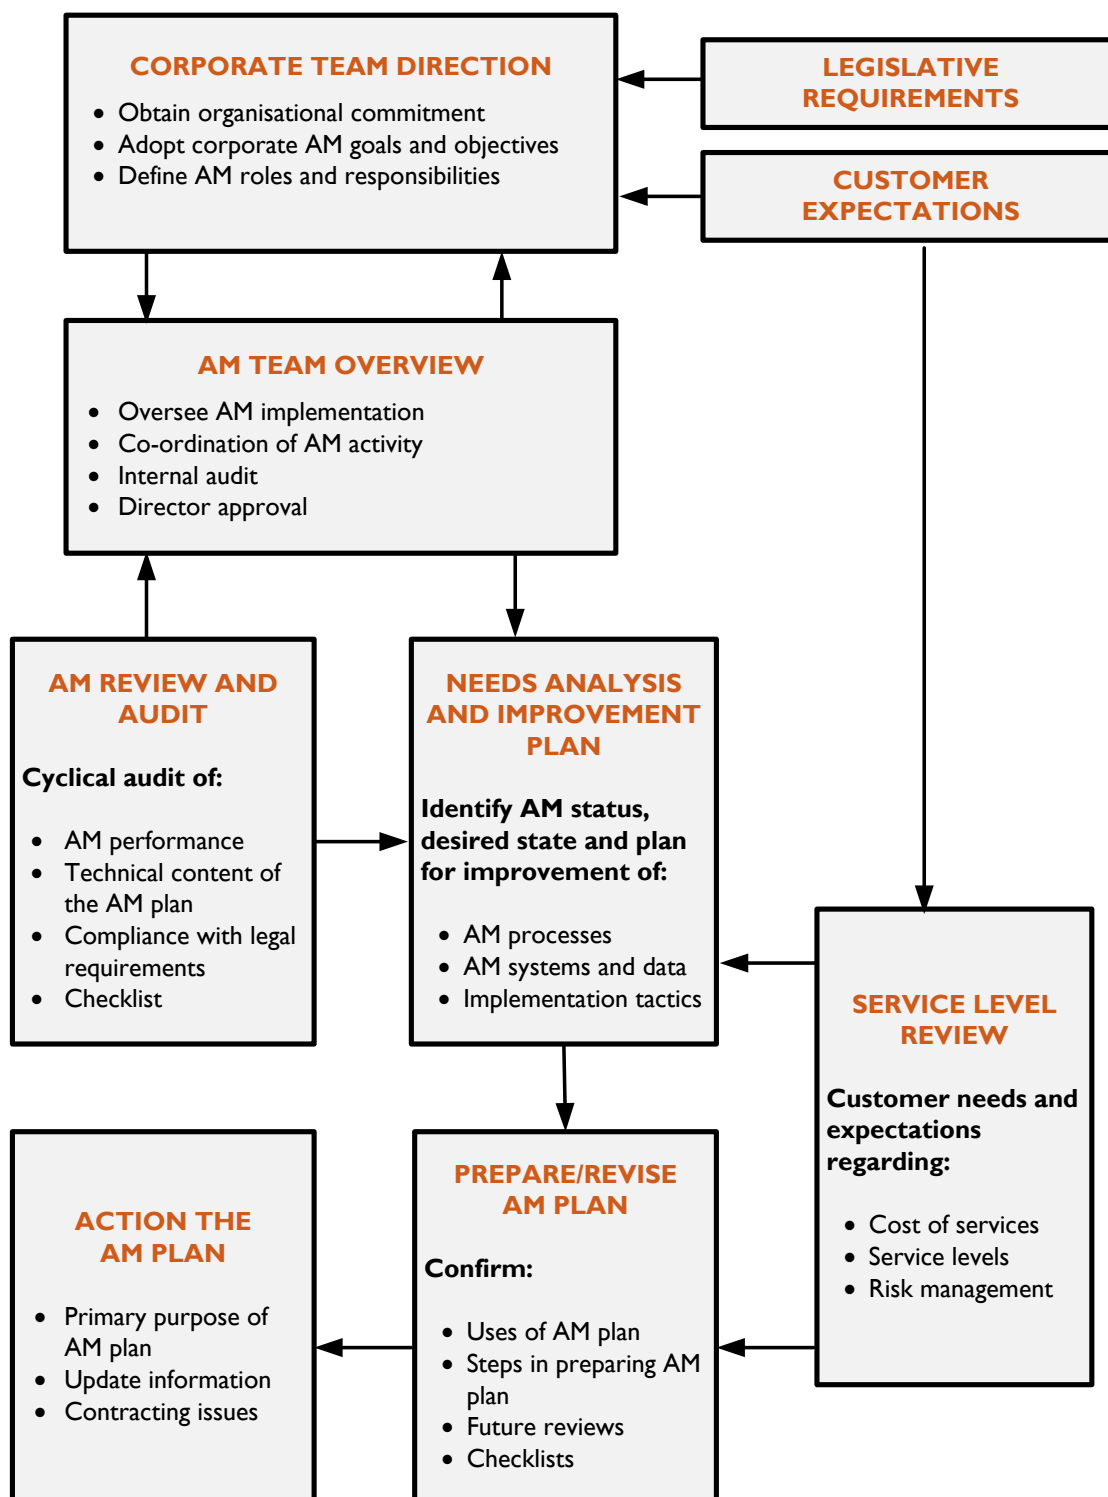 CORPORATE TEAM DIRECTION
• Obtain organisational commitment
• Adopt corporate AM goals and objectives
• Define AM roles and responsibilities
LEGISLATIVE
REQUIREMENTS
CUSTOMER
EXPECTATIONS
AM TEAM OVERVIEW
• Oversee AM implementation
• Co-ordination of AM activity
• Internal audit
• Director approval
AM REVIEW AND
AUDIT
Cyclical audit of:
• AM performance
• Technical content of
the AM plan
• Compliance with legal
requirements
• Checklist
NEEDS ANALYSIS
AND IMPROVEMENT
PLAN
Identify AM status,
desired state and plan
for improvement of:
• AM processes
• AM systems and data
• Implementation tactics
SERVICE LEVEL
REVIEW
Customer needs and
expectations
regarding:
• Cost of services
• Service levels
• Risk management
ACTION THE
AM PLAN
• Primary purpose of
AM plan
• Update information
• Contracting issues
PREPARE/REVISE
AM PLAN
Confirm:
• Uses of AM plan
• Steps in preparing AM
plan
• Future reviews
• Checklists